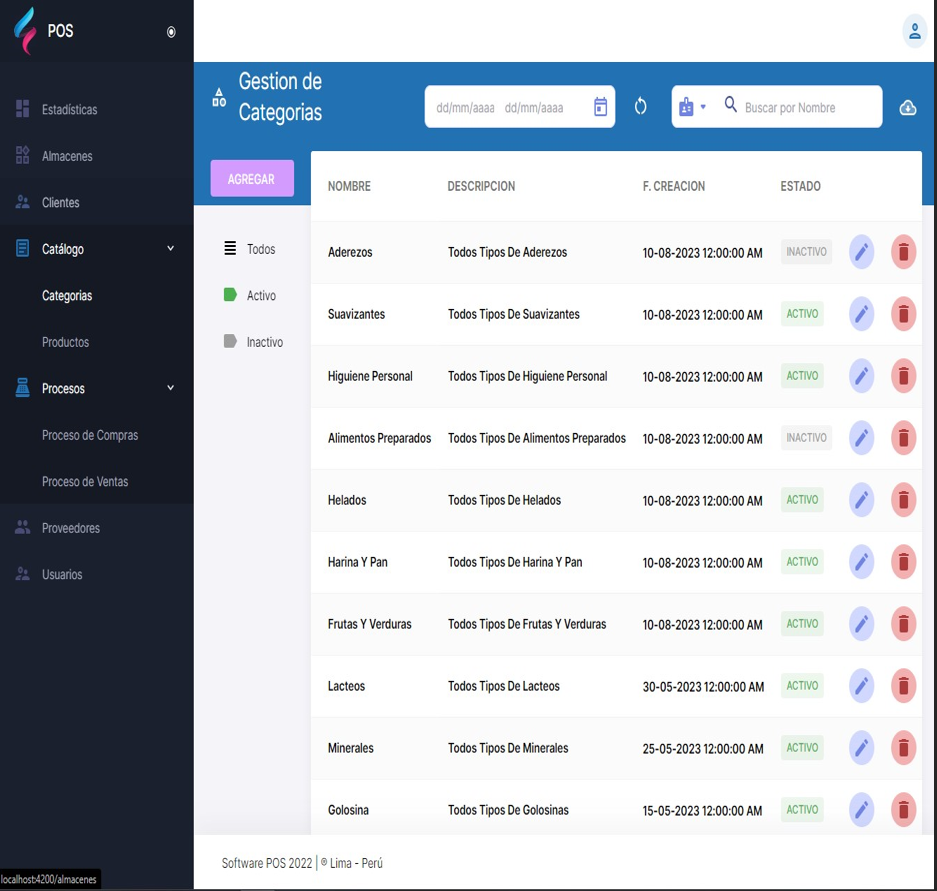 POS
Estadísticas
Almacenes
Clientes
Catálogo
Categorias
Productos
Procesos
Proceso de Compras
Proceso de Ventas
Proveedores
Usuarios
localhost:4200/almacenes
Gestion de
Categorias
dd/mm/aaaa dd/mm/aaaa
Buscar por Nombre
AGREGAR
Todos
Activo
Inactivo
NOMBRE DESCRIPCION F. CREACION ESTADO
Aderezos Todos Tipos De Aderezos 10-08-2023 12:00:00 AM INACTIVO
Suavizantes Todos Tipos De Suavizantes 10-08-2023 12:00:00 AM ACTIVO
Higuiene Personal Todos Tipos De Higuiene Personal 10-08-2023 12:00:00 AM ACTIVO
Alimentos Preparados Todos Tipos De Alimentos Preparados 10-08-2023 12:00:00 AM INACTIVO
Helados Todos Tipos De Helados 10-08-2023 12:00:00 AM ACTIVO
Harina Y Pan Todos Tipos De Harina Y Pan 10-08-2023 12:00:00 AM ACTIVO
Frutas Y Verduras Todos Tipos De Frutas Y Verduras 10-08-2023 12:00:00 AM ACTIVO
Lacteos Todos Tipos De Lacteos 30-05-2023 12:00:00 AM ACTIVO
Minerales Todos Tipos De Minerales 25-05-2023 12:00:00 AM ACTIVO
Golosina Todos Tipos De Golosinas 15-05-2023 12:00:00 AM ACTIVO
Software POS 2022 | ® Lima - Perú